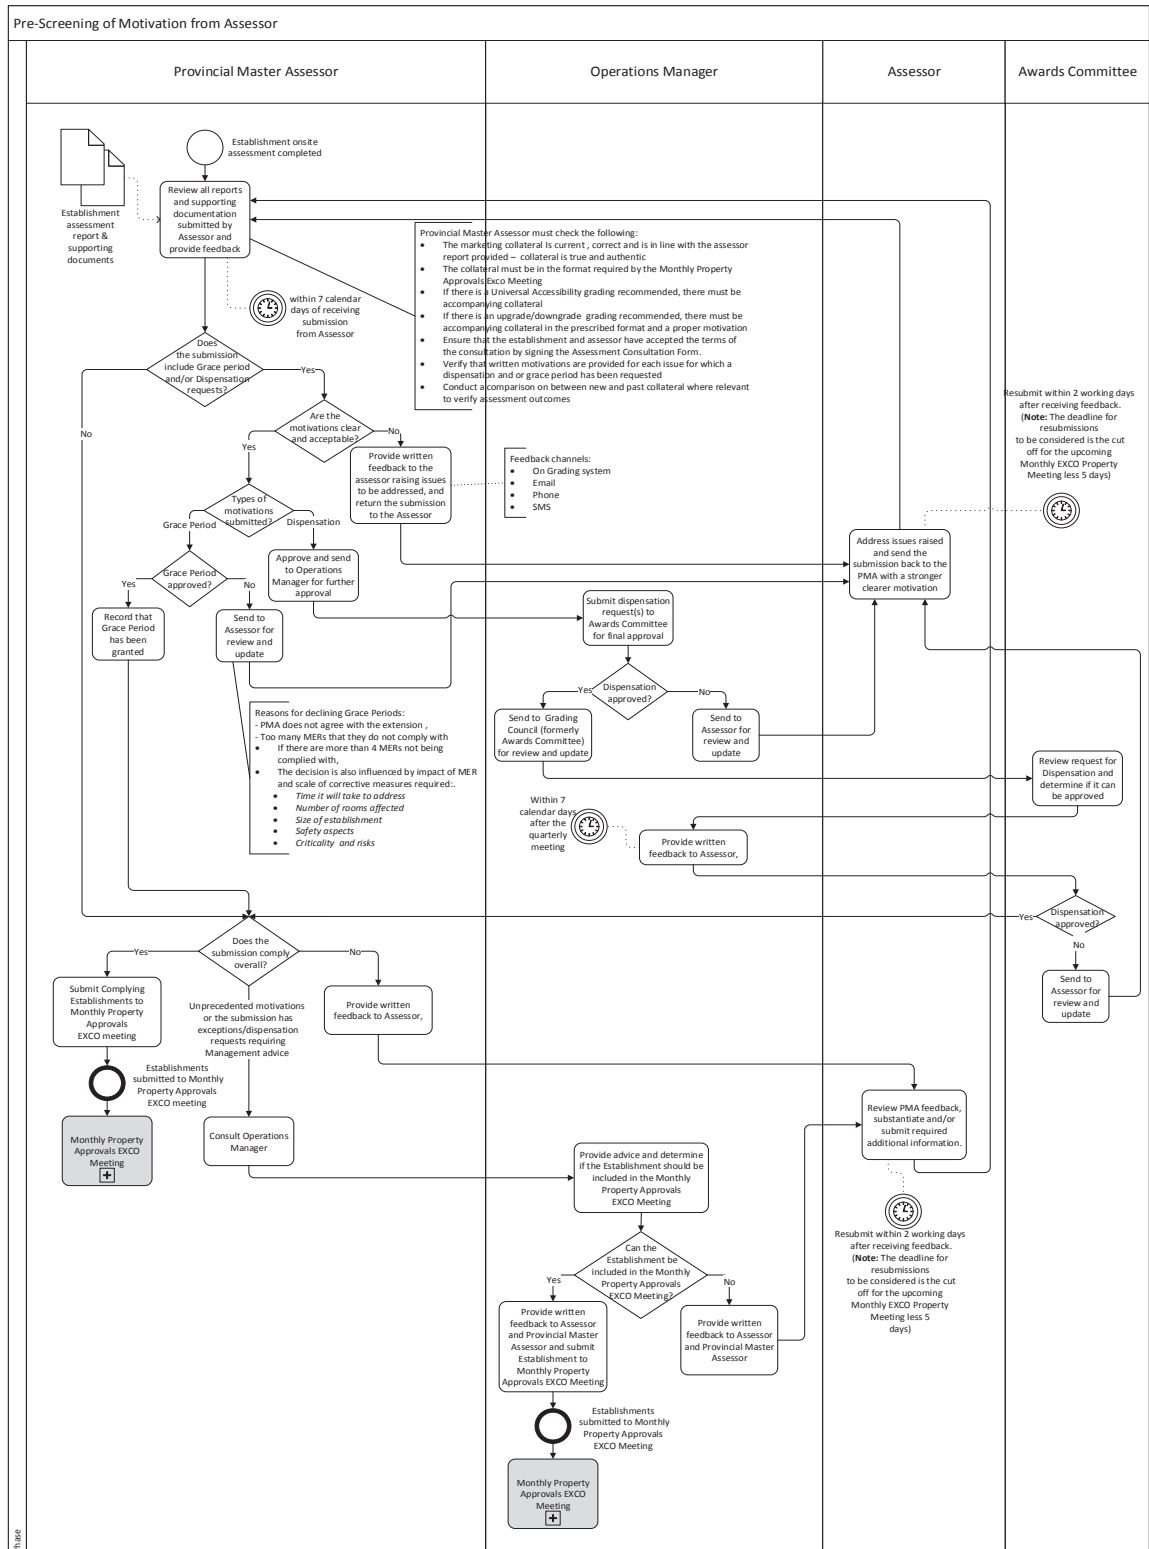 Pre-Screening of Motivation from Assessor
Provincial Master Assessor
Operations Manager
Assessor
Awards Committee
Establishment onsite
assessment completed
Establishment
assessment
report &
supporting
documents
Review all reports
and supporting
documentation
submitted by
Assessor and
provide feedback
within 7 calendar
days of receiving
submission
from Assessor
Provincial Master Assessor must check the following:
• The marketing collateral Is current , correct and is in line with the assessor
report provided – collateral is true and authentic
• The collateral must be in the format required by the Monthly Property
Approvals Exco Meeting
• If there is a Universal Accessibility grading recommended, there must be
accompanying collateral
• If there is an upgrade/downgrade grading recommended, there must be
accompanying collateral in the prescribed format and a proper motivation
• Ensure that the establishment and assessor have accepted the terms of
the consultation by signing the Assessment Consultation Form.
• Verify that written motivations are provided for each issue for which a
dispensation and or grace period has been requested
• Conduct a comparison on between new and past collateral where relevant
to verify assessment outcomes
Does
the submission
include Grace period
and/or Dispensation
requests?
Yes
No
Are the
motivations clear
and acceptable?
No
Yes
Provide written
feedback to the
assessor raising issues
to be addressed, and
return the submission
to the Assessor
Feedback channels:
• On Grading system
• Email
• Phone
• SMS
Resubmit within 2 working days
after receiving feedback.
(Note: The deadline for
resubmissions
to be considered is the cut
off for the upcoming
Monthly EXCO Property
Meeting less 5 days)
Types of
motivations
submitted?
Grace Period
Dispensation
Grace Period
approved?
Yes
No
Approve and send
to Operations
Manager for further
approval
Address issues raised
and send the
submission back to the
PMA with a stronger
clearer motivation
Record that
Grace Period
has been
granted
Send to
Assessor for
review and
update
Submit dispensation
request(s) to
Awards Committee
for final approval
Dispensation
approved?
Yes
No
Send to Grading
Council (formerly
Awards Committee)
for review and update
Send to
Assessor for
review and
update
Reasons for declining Grace Periods:
- PMA does not agree with the extension ,
- Too many MERs that they do not comply with
• If there are more than 4 MERs not being
complied with,
• The decision is also influenced by impact of MER
and scale of corrective measures required:.
• Time it will take to address
• Number of rooms affected
• Size of establishment
• Safety aspects
• Criticality and risks
Review request for
Dispensation and
determine if it can
be approved
Within 7
calendar days
after the
quarterly
meeting
Provide written
feedback to Assessor,
Dispensation
approved?
Yes
No
Send to
Assessor for
review and
update
Does the
submission comply
overall?
Yes
No
Submit Complying
Establishments to
Monthly Property
Approvals
EXCO meeting
Unprecedented motivations
or the submission has
exceptions/dispensation
requests requiring
Management advice
Provide written
feedback to Assessor,
Establishments
submitted to Monthly
Property Approvals
EXCO meeting
Monthly Property
Approvals EXCO
Meeting
Consult Operations
Manager
Review PMA feedback,
substantiate and/or
submit required
additional information.
Provide advice and determine
if the Establishment should be
included in the Monthly
Property Approvals
EXCO Meeting
Resubmit within 2 working days
after receiving feedback.
(Note: The deadline for
resubmissions
to be considered is the cut
off for the upcoming
Monthly EXCO Property
Meeting less 5
days)
Can the
Establishment be
included in the Monthly
Property Approvals
EXCO Meeting?
Yes
No
Provide written
feedback to Assessor
and Provincial Master
Assessor and submit
Establishment to
Monthly Property
Approvals EXCO Meeting
Provide written
feedback to Assessor
and Provincial Master
Assessor
Establishments
submitted to Monthly
Property Approvals
EXCO Meeting
Monthly Property
Approvals EXCO
Meeting